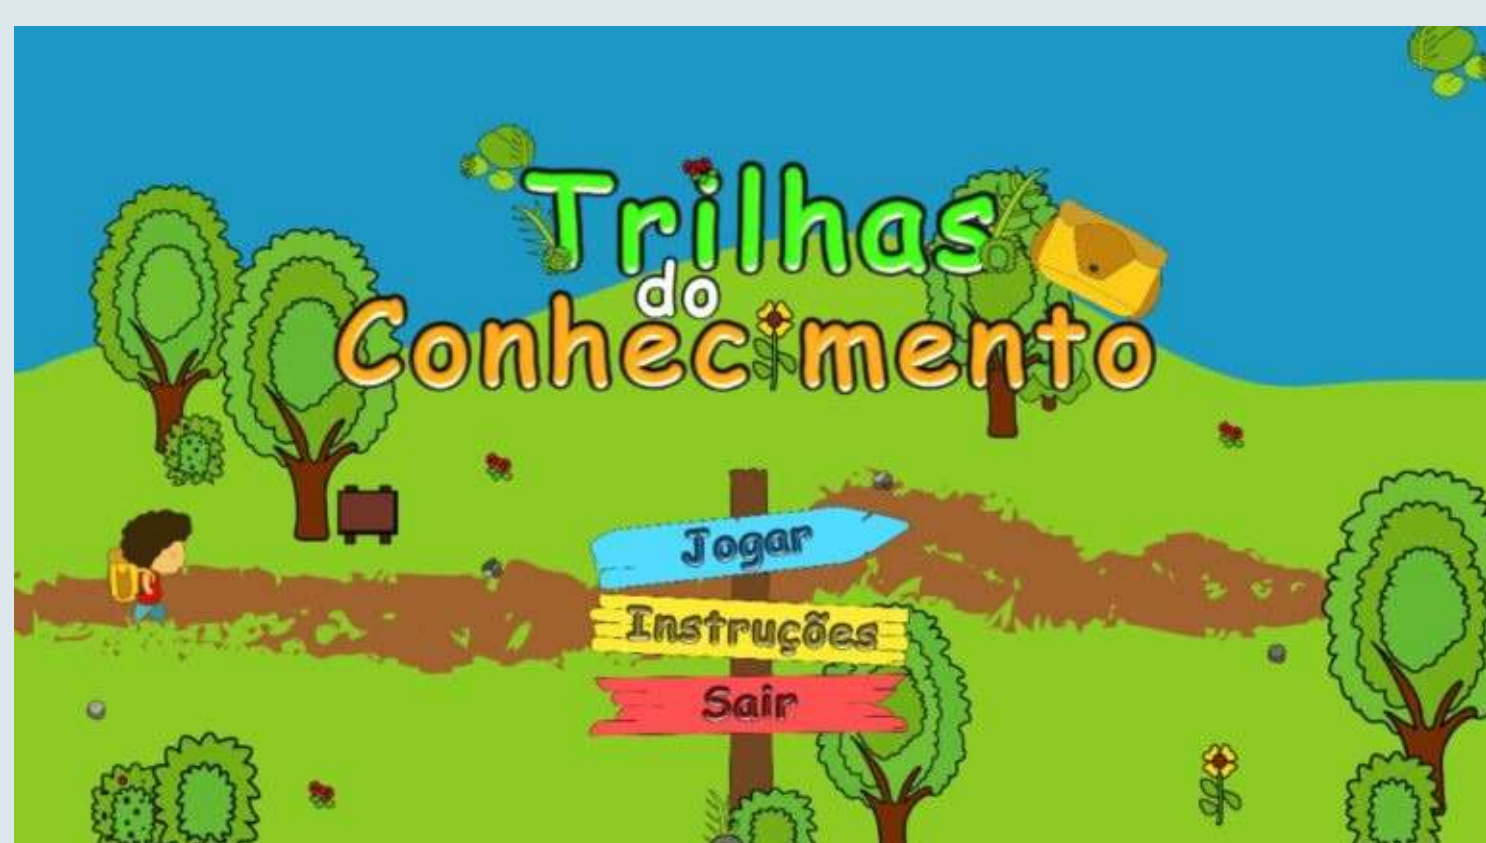 Trilhas
do
Conhecimento
Jogar
Instruções
Sair